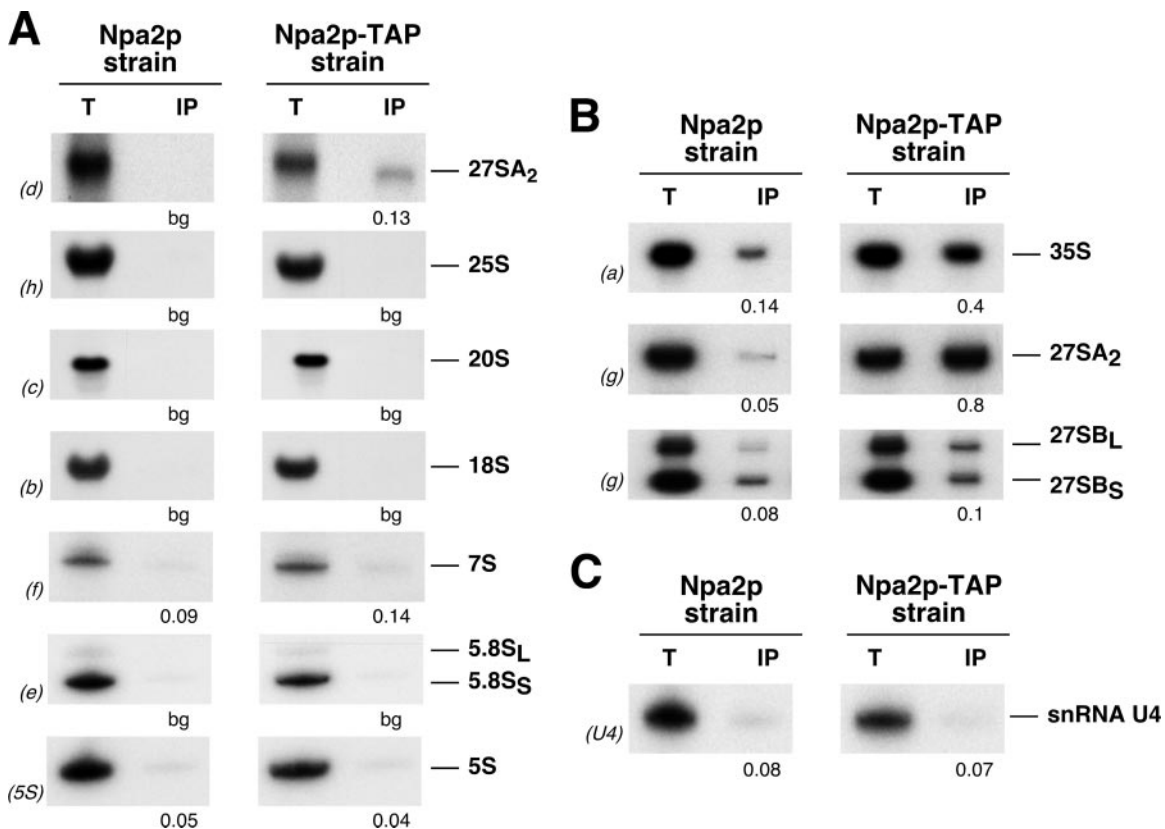 A
Npa2p strain
Npa2p-TAP strain
T IP T IP
(d) 27SA2
bg 0.13
(h) 25S
bg bg
(c) 20S
bg bg
(b) 18S
bg bg
(f) 7S
0.09 0.14
5.8SL
(e) 5.8SS
bg bg
(5S) 5S
0.05 0.04
B
Npa2p strain
Npa2p-TAP strain
T IP T IP
(a) 35S
0.14 0.4
(g) 27SA2
0.05 0.8
27SBL
(g) 27SBS
0.08 0.1
C
Npa2p strain
Npa2p-TAP strain
T IP T IP
(U4) snRNA U4
0.08 0.07